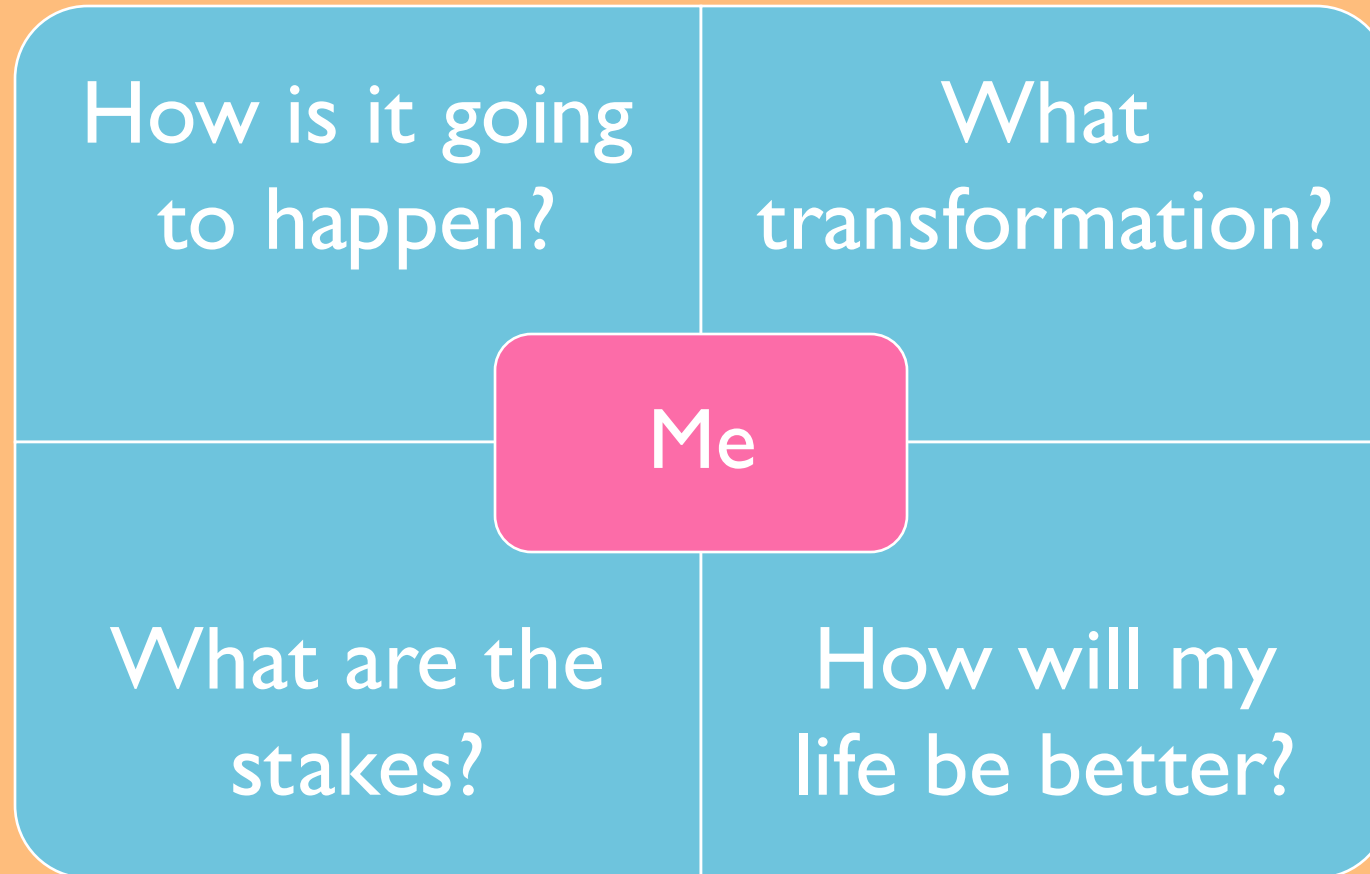 How is it going
to happen?
What
transformation?
Me
What are the
stakes?
How will my
life be better?